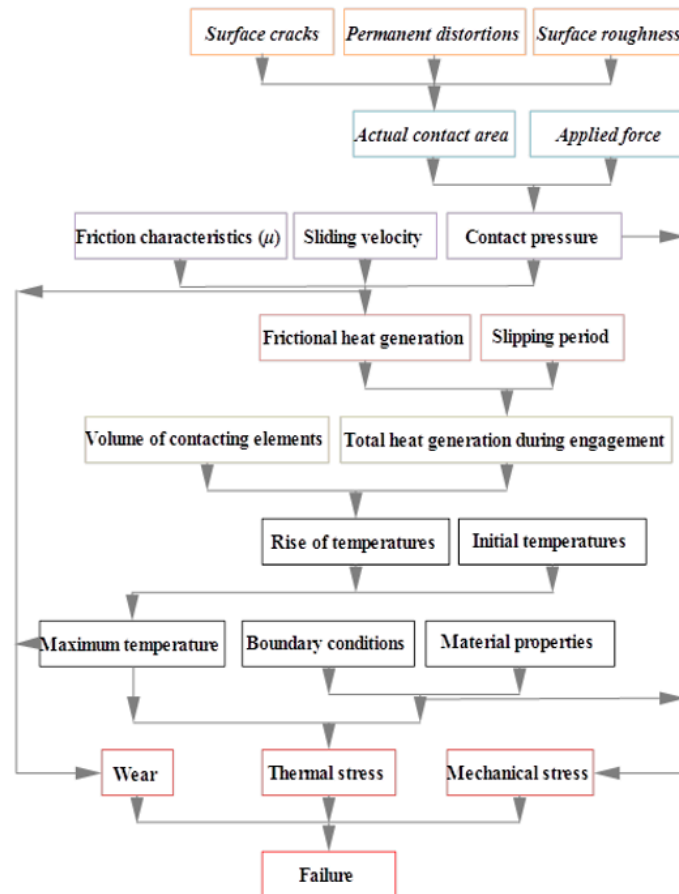 Surface cracks
Permanent distortions
Surface roughness
Actual contact area
Applied force
Friction characteristics (μ)
Sliding velocity
Contact pressure
Frictional heat generation
Slipping period
Volume of contacting elements
Total heat generation during engagement
Rise of temperatures
Initial temperatures
Maximum temperature
Boundary conditions
Material properties
Wear
Thermal stress
Mechanical stress
Failure